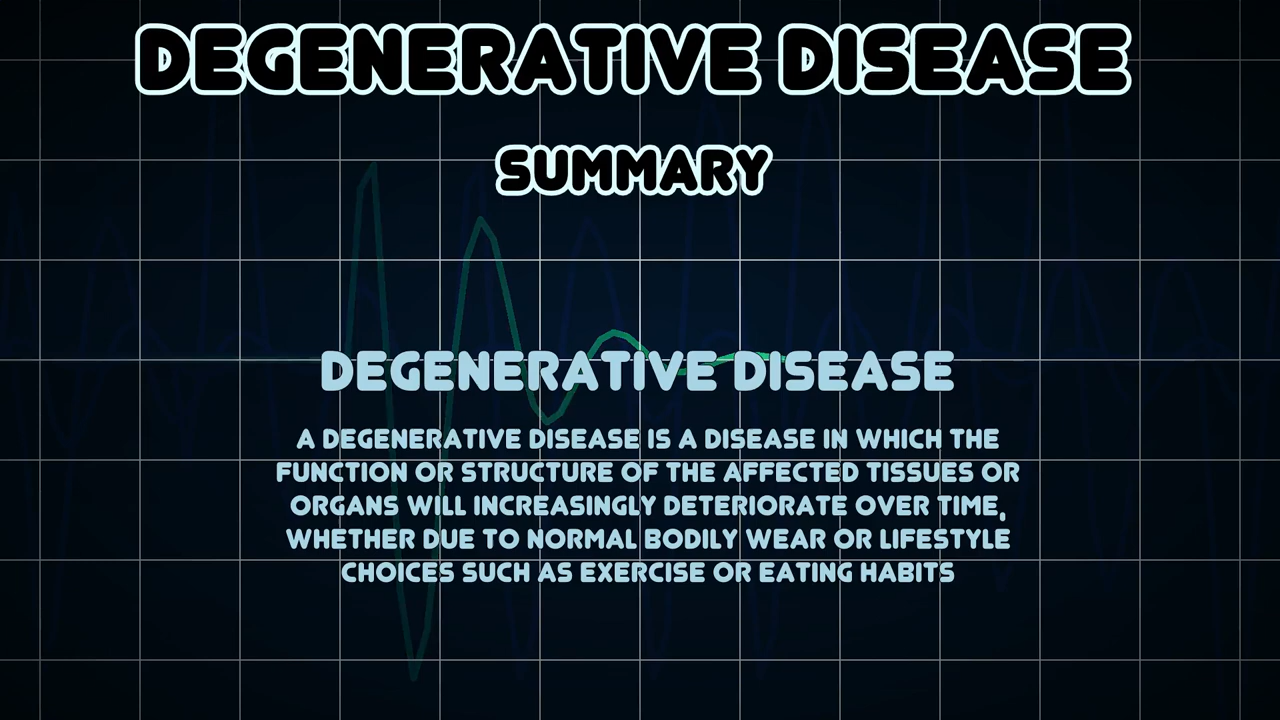 DEGENERATIVE DISEASE
SUMMARY
DEGENERATIVE DISEASE
A DEGENERATIVE DISEASE IS A DISEASE IN WHICH THE
FUNCTION OR STRUCTURE OF THE AFFECTED TISSUES OR
ORGANS WILL INCREASINGLY DETERIORATE OVER TIME,
WHETHER DUE TO NORMAL BODILY WEAR OR LIFESTYLE
CHOICES SUCH AS EXERCISE OR EATING HABITS